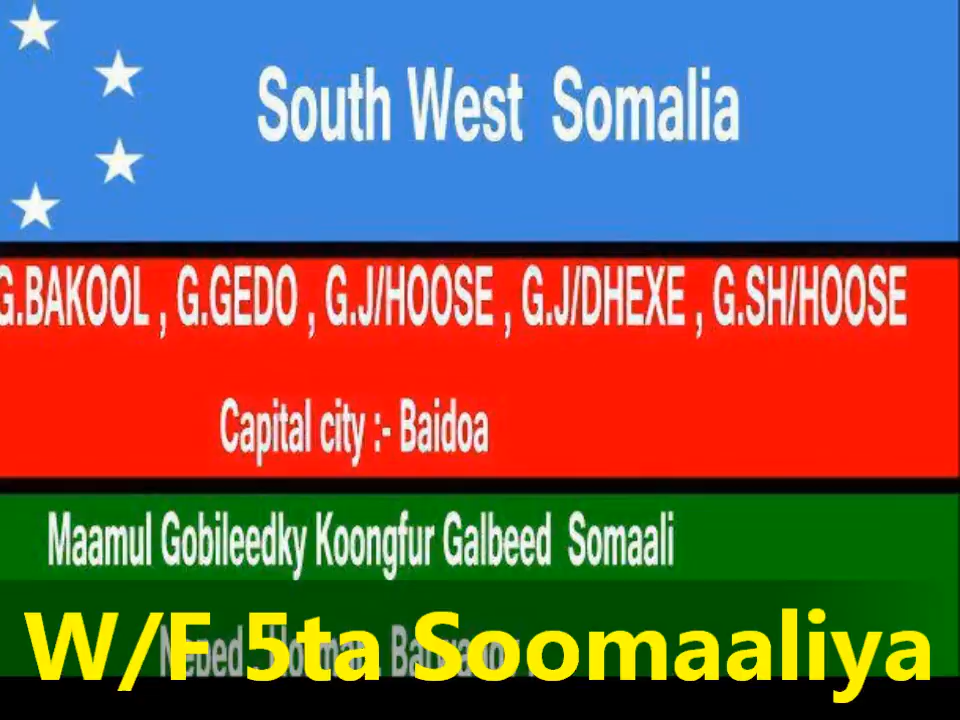 South West Somalia
G.BAKOOL , G.GEDO , G.J/HOOSE , G.J/DHEXE , G.SH/HOOSE
Capital city :- Baidoa
Maamul Gobileedky Koongfur Galbeed Somaali
W/F 5ta Soomaaliya